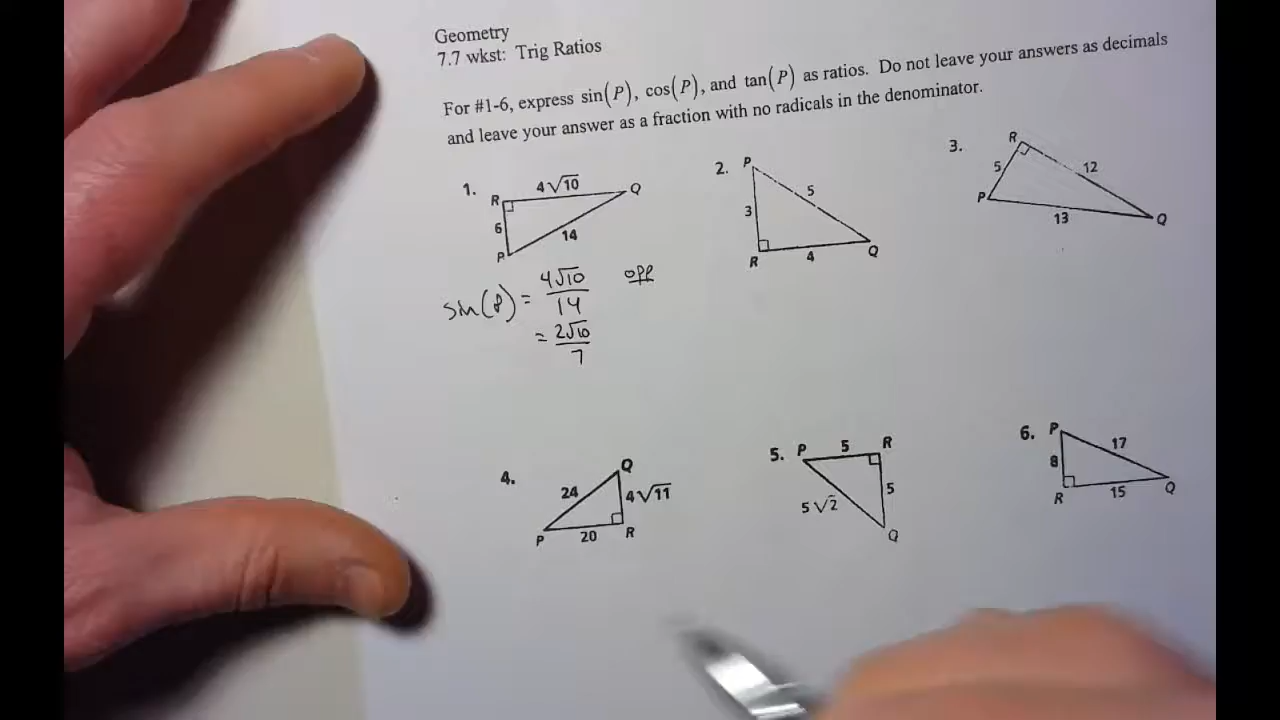 Geometry
7.7 wkst: Trig Ratios
For #1-6, express sin(P), cos(P), and tan(P) as ratios. Do not leave your answers as decimals
and leave your answer as a fraction with no radicals in the denominator.
1.
R
4√10
Q
6
14
P
sin(P) = 4√10/14
opp
= 2√10/7
2.
P
5
3
R
4
Q
3.
R
5
12
P
13
Q
4.
Q
24
4√11
P
20
R
5.
P
5
R
5
5√2
Q
6.
P
17
8
R
15
Q